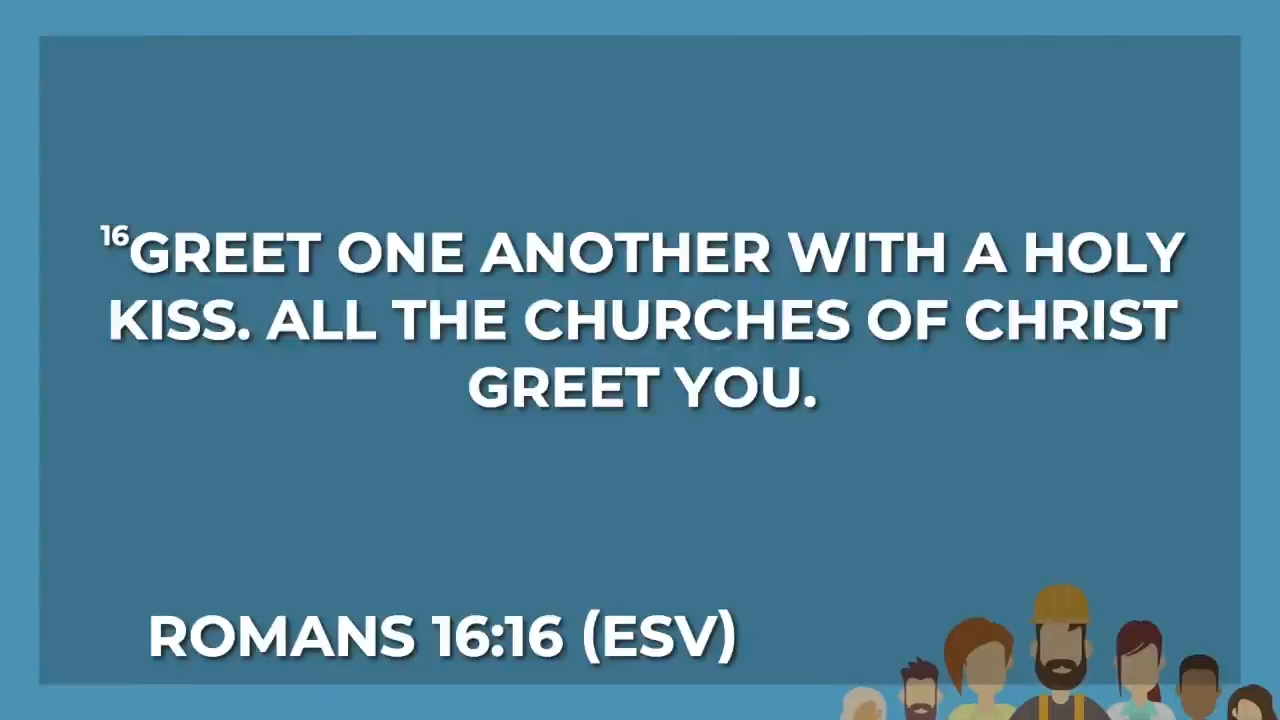 16GREET ONE ANOTHER WITH A HOLY
KISS. ALL THE CHURCHES OF CHRIST
GREET YOU.
ROMANS 16:16 (ESV)